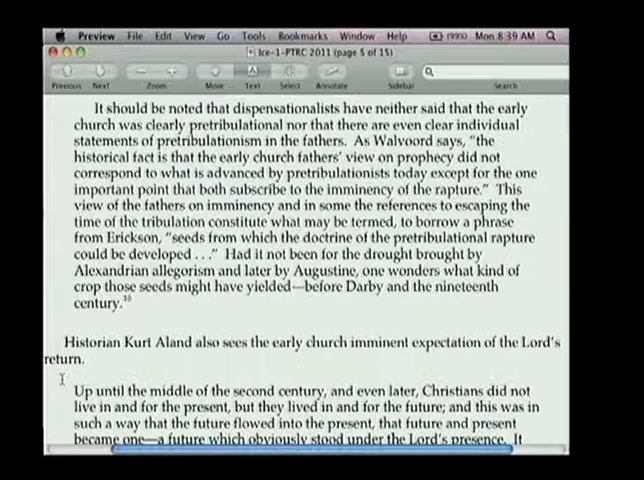 Preview File Edit View Go Tools Bookmarks Window Help (99%) Mon 8:39 AM
Ice-1-PTRC 2011 (page 5 of 15)
Previous Next Zoom Move Text Select Annotate Sidebar Search
It should be noted that dispensationalists have neither said that the early
church was clearly pretribulational nor that there are even clear individual
statements of pretribulationism in the fathers. As Walvoord says, "the
historical fact is that the early church fathers' view on prophecy did not
correspond to what is advanced by pretribulationists today except for the one
important point that both subscribe to the imminency of the rapture." This
view of the fathers on imminency and in some the references to escaping the
time of the tribulation constitute what may be termed, to borrow a phrase
from Erickson, "seeds from which the doctrine of the pretribulational rapture
could be developed . . ." Had it not been for the drought brought by
Alexandrian allegorism and later by Augustine, one wonders what kind of
crop those seeds might have yielded—before Darby and the nineteenth
century.¹⁰
Historian Kurt Aland also sees the early church imminent expectation of the Lord's
return.
Up until the middle of the second century, and even later, Christians did not
live in and for the present, but they lived in and for the future; and this was in
such a way that the future flowed into the present, that future and present
became one—a future which obviously stood under the Lord's presence. It